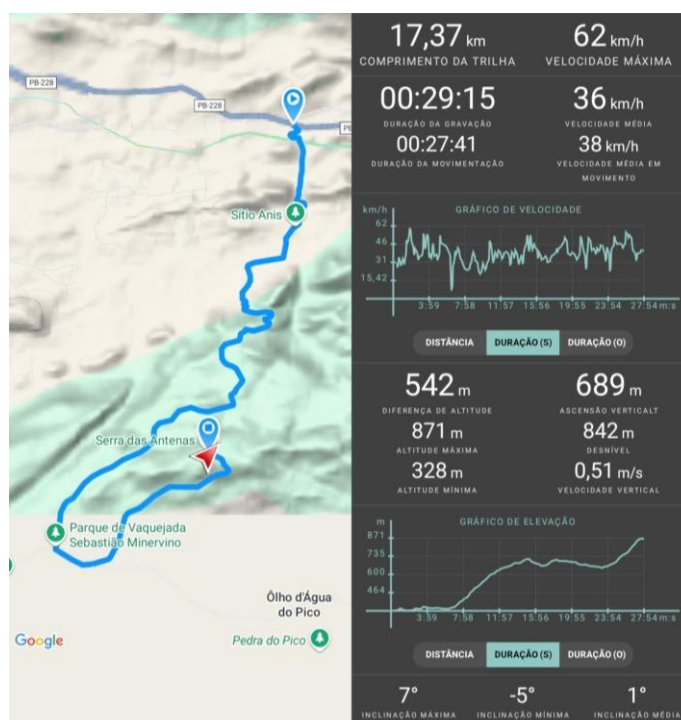 PB-228
PB-228
PB
Sítio Anis
Serra das Antenas
Parque de Vaquejada
Sebastião Minervino
Ôlho d'Água
do Pico
Pedra do Pico
Google
17,37 km
COMPRIMENTO DA TRILHA
62 km/h
VELOCIDADE MÁXIMA
00:29:15
DURAÇÃO DA GRAVAÇÃO
36 km/h
VELOCIDADE MÉDIA
00:27:41
DURAÇÃO DA MOVIMENTAÇÃO
38 km/h
VELOCIDADE MÉDIA EM
MOVIMENTO
km/h
GRÁFICO DE VELOCIDADE
62
46
31
15,42
3:59 7:58 11:57 15:56 19:55 23:54 27:54 m:s
DISTÂNCIA DURAÇÃO (S) DURAÇÃO (O)
542 m
DIFERENÇA DE ALTITUDE
689 m
ASCENSÃO VERTICALT
871 m
ALTITUDE MÁXIMA
842 m
DESNÍVEL
328 m
ALTITUDE MÍNIMA
0,51 m/s
VELOCIDADE VERTICAL
m
GRÁFICO DE ELEVAÇÃO
871
735
600
464
3:59 7:58 11:57 15:56 19:55 23:54 27:54 m:s
DISTÂNCIA DURAÇÃO (S) DURAÇÃO (O)
7°
INCLINAÇÃO MÁXIMA
-5°
INCLINAÇÃO MÍNIMA
1°
INCLINAÇÃO MÉDIA